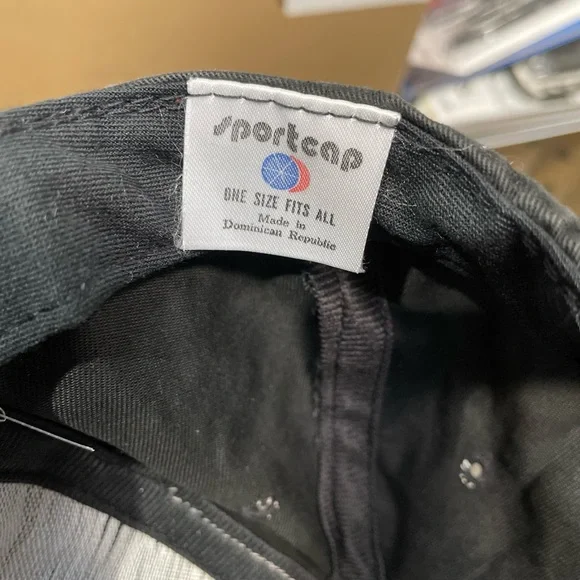 sportcap
ONE SIZE FITS ALL
Made in
Dominican Republic